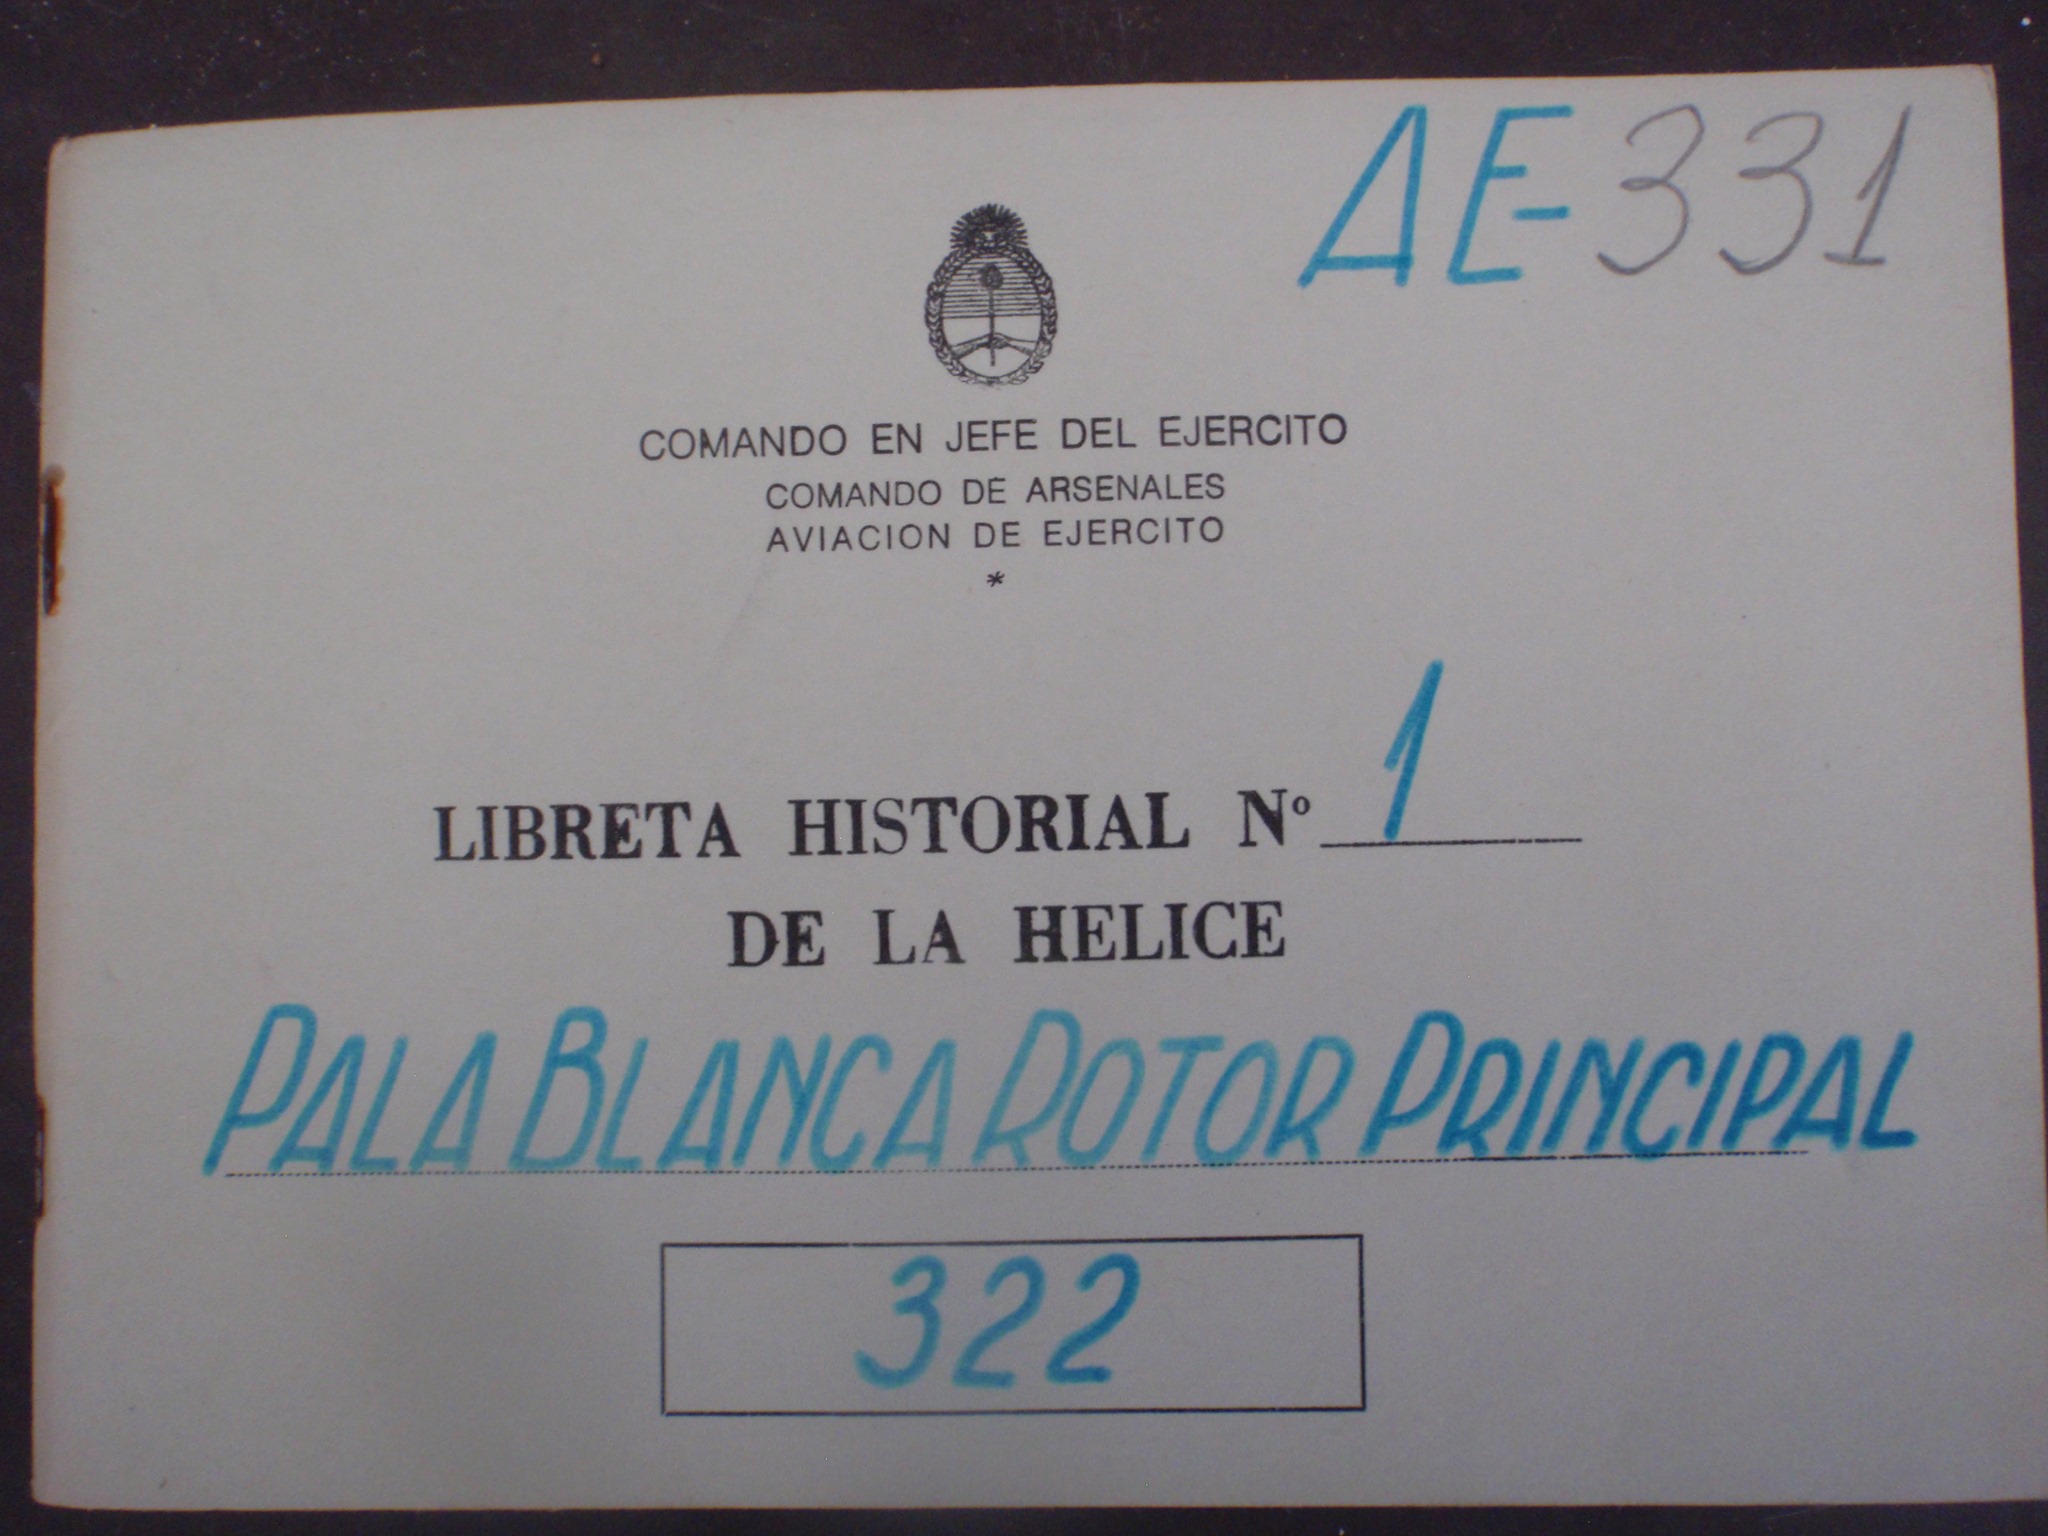 AE-331
COMANDO EN JEFE DEL EJERCITO
COMANDO DE ARSENALES
AVIACION DE EJERCITO
*
LIBRETA HISTORIAL Nº 1
DE LA HELICE
PALA BLANCA ROTOR PRINCIPAL
322